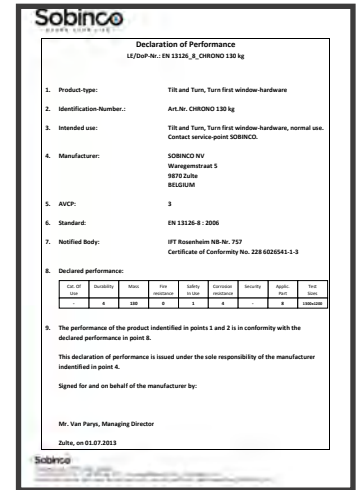 Sobinco
Declaration of Performance
LE/DoP-Nr.: EN 13126_8_CHRONO 130 kg
1. Product-type: Tilt and Turn, Turn first window-hardware
2. Identification-Number.: Art.Nr. CHRONO 130 kg
3. Intended use: Tilt and Turn, Turn first window-hardware, normal use.
Contact service-point SOBINCO.
4. Manufacturer: SOBINCO NV
Waregemstraat 5
9870 Zulte
BELGIUM
5. AVCP: 3
6. Standard: EN 13126-8 : 2006
7. Notified Body: IFT Rosenheim NB-Nr. 757
Certificate of Conformity No. 228 6026541-1-3
8. Declared performance:
Cat. Of Use Durability Mass Fire resistance Safety In Use Corrosion resistance Security Applic. Part Test Sizes
- 4 130 0 1 4 - 8 1300x1200
9. The performance of the product indentified in points 1 and 2 is in conformity with the
declared performance in point 8.
This declaration of performance is issued under the sole responsibility of the manufacturer
indentified in point 4.
Signed for and on behalf of the manufacturer by:
Mr. Van Parys, Managing Director
Zulte, on 01.07.2013
Sobinco